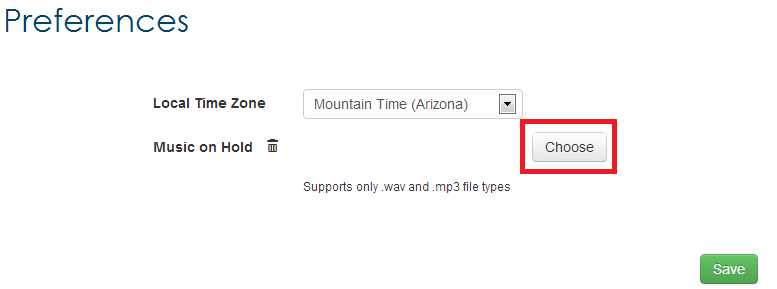 Preferences
Local Time Zone Mountain Time (Arizona)
Music on Hold Choose
Supports only .wav and .mp3 file types
Save